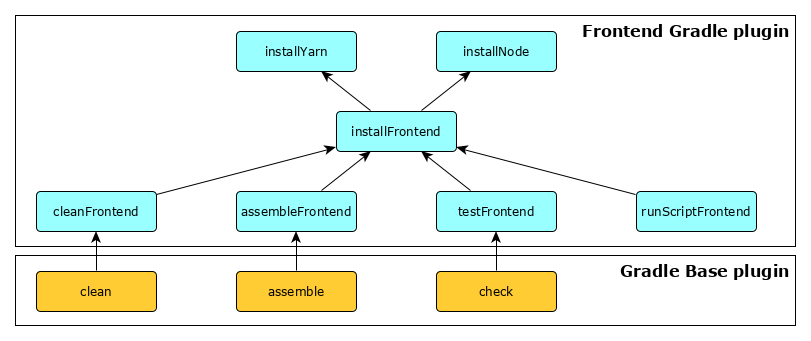 Frontend Gradle plugin
installYarn
installNode
installFrontend
cleanFrontend
assembleFrontend
testFrontend
runScriptFrontend
Gradle Base plugin
clean
assemble
check